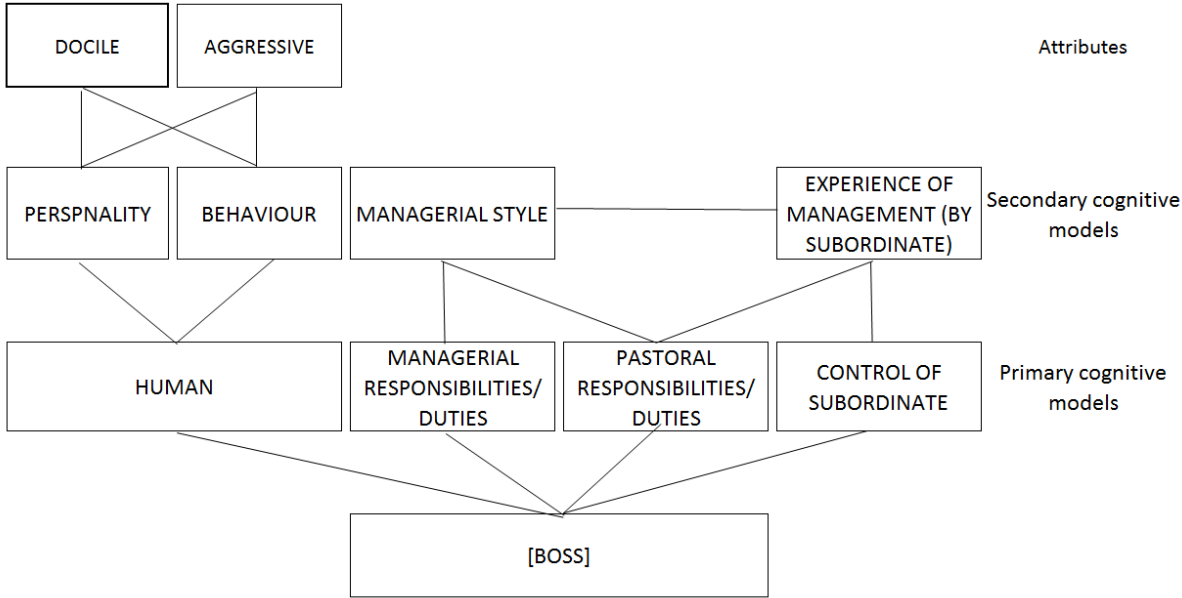 DOCILE
AGGRESSIVE
Attributes
PERSPNALITY
BEHAVIOUR
MANAGERIAL STYLE
EXPERIENCE OF
MANAGEMENT (BY
SUBORDINATE)
Secondary cognitive
models
HUMAN
MANAGERIAL
RESPONSIBILITIES/
DUTIES
PASTORAL
RESPONSIBILITIES/
DUTIES
CONTROL OF
SUBORDINATE
Primary cognitive
models
[BOSS]